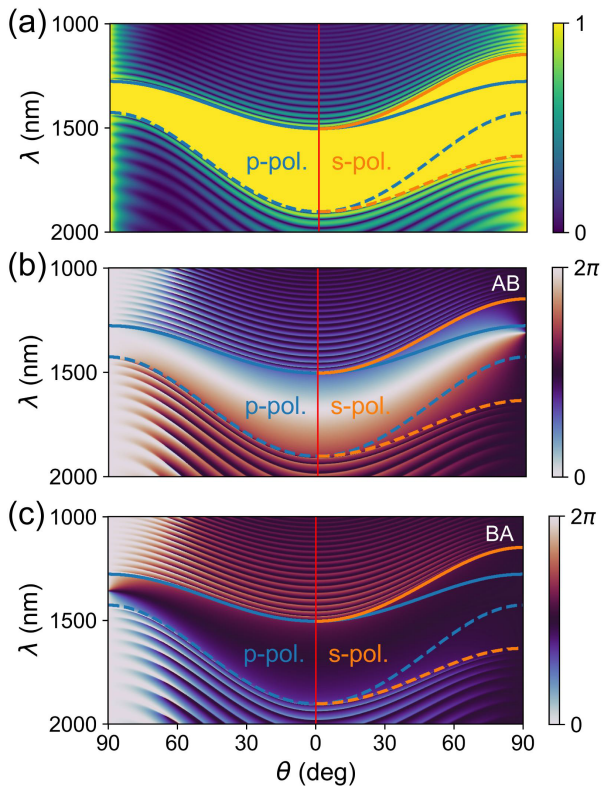 (a)
1000
1500
2000
λ (nm)
p-pol. s-pol.
1
0
(b)
1000
1500
2000
λ (nm)
AB
p-pol. s-pol.
2π
0
(c)
1000
1500
2000
λ (nm)
BA
p-pol. s-pol.
2π
0
90 60 30 0 30 60 90
θ (deg)